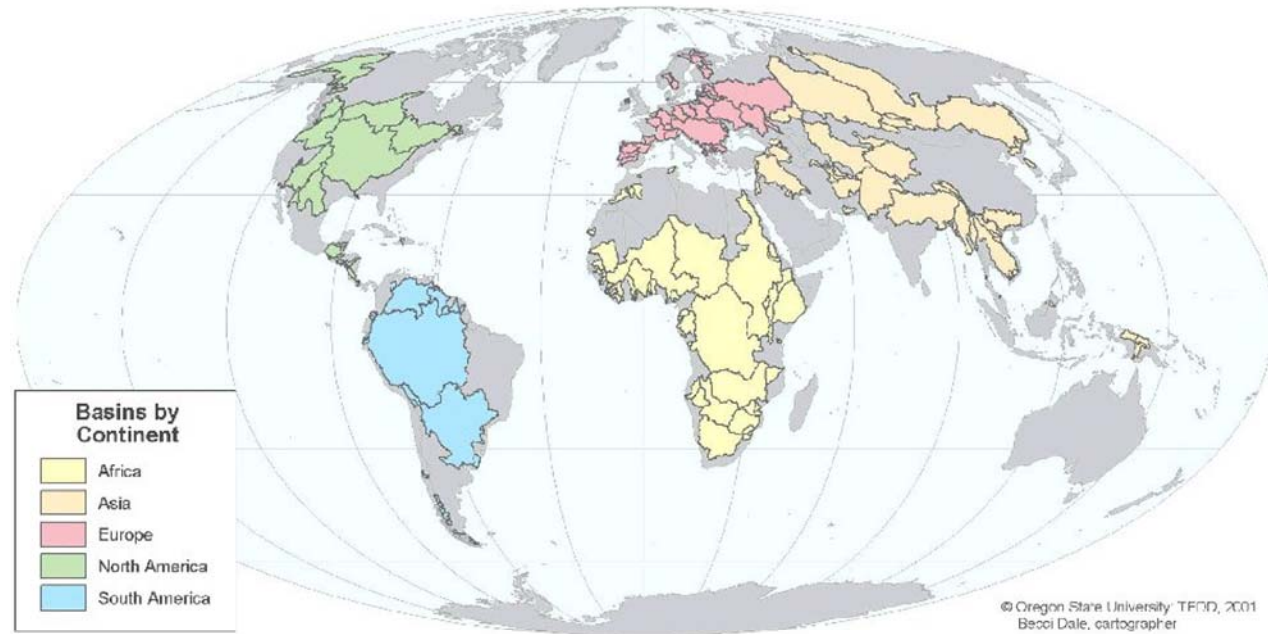 Basins by
Continent
Africa
Asia
Europe
North America
South America
© Oregon State University: TFDD, 2001
Becci Dale, cartographer